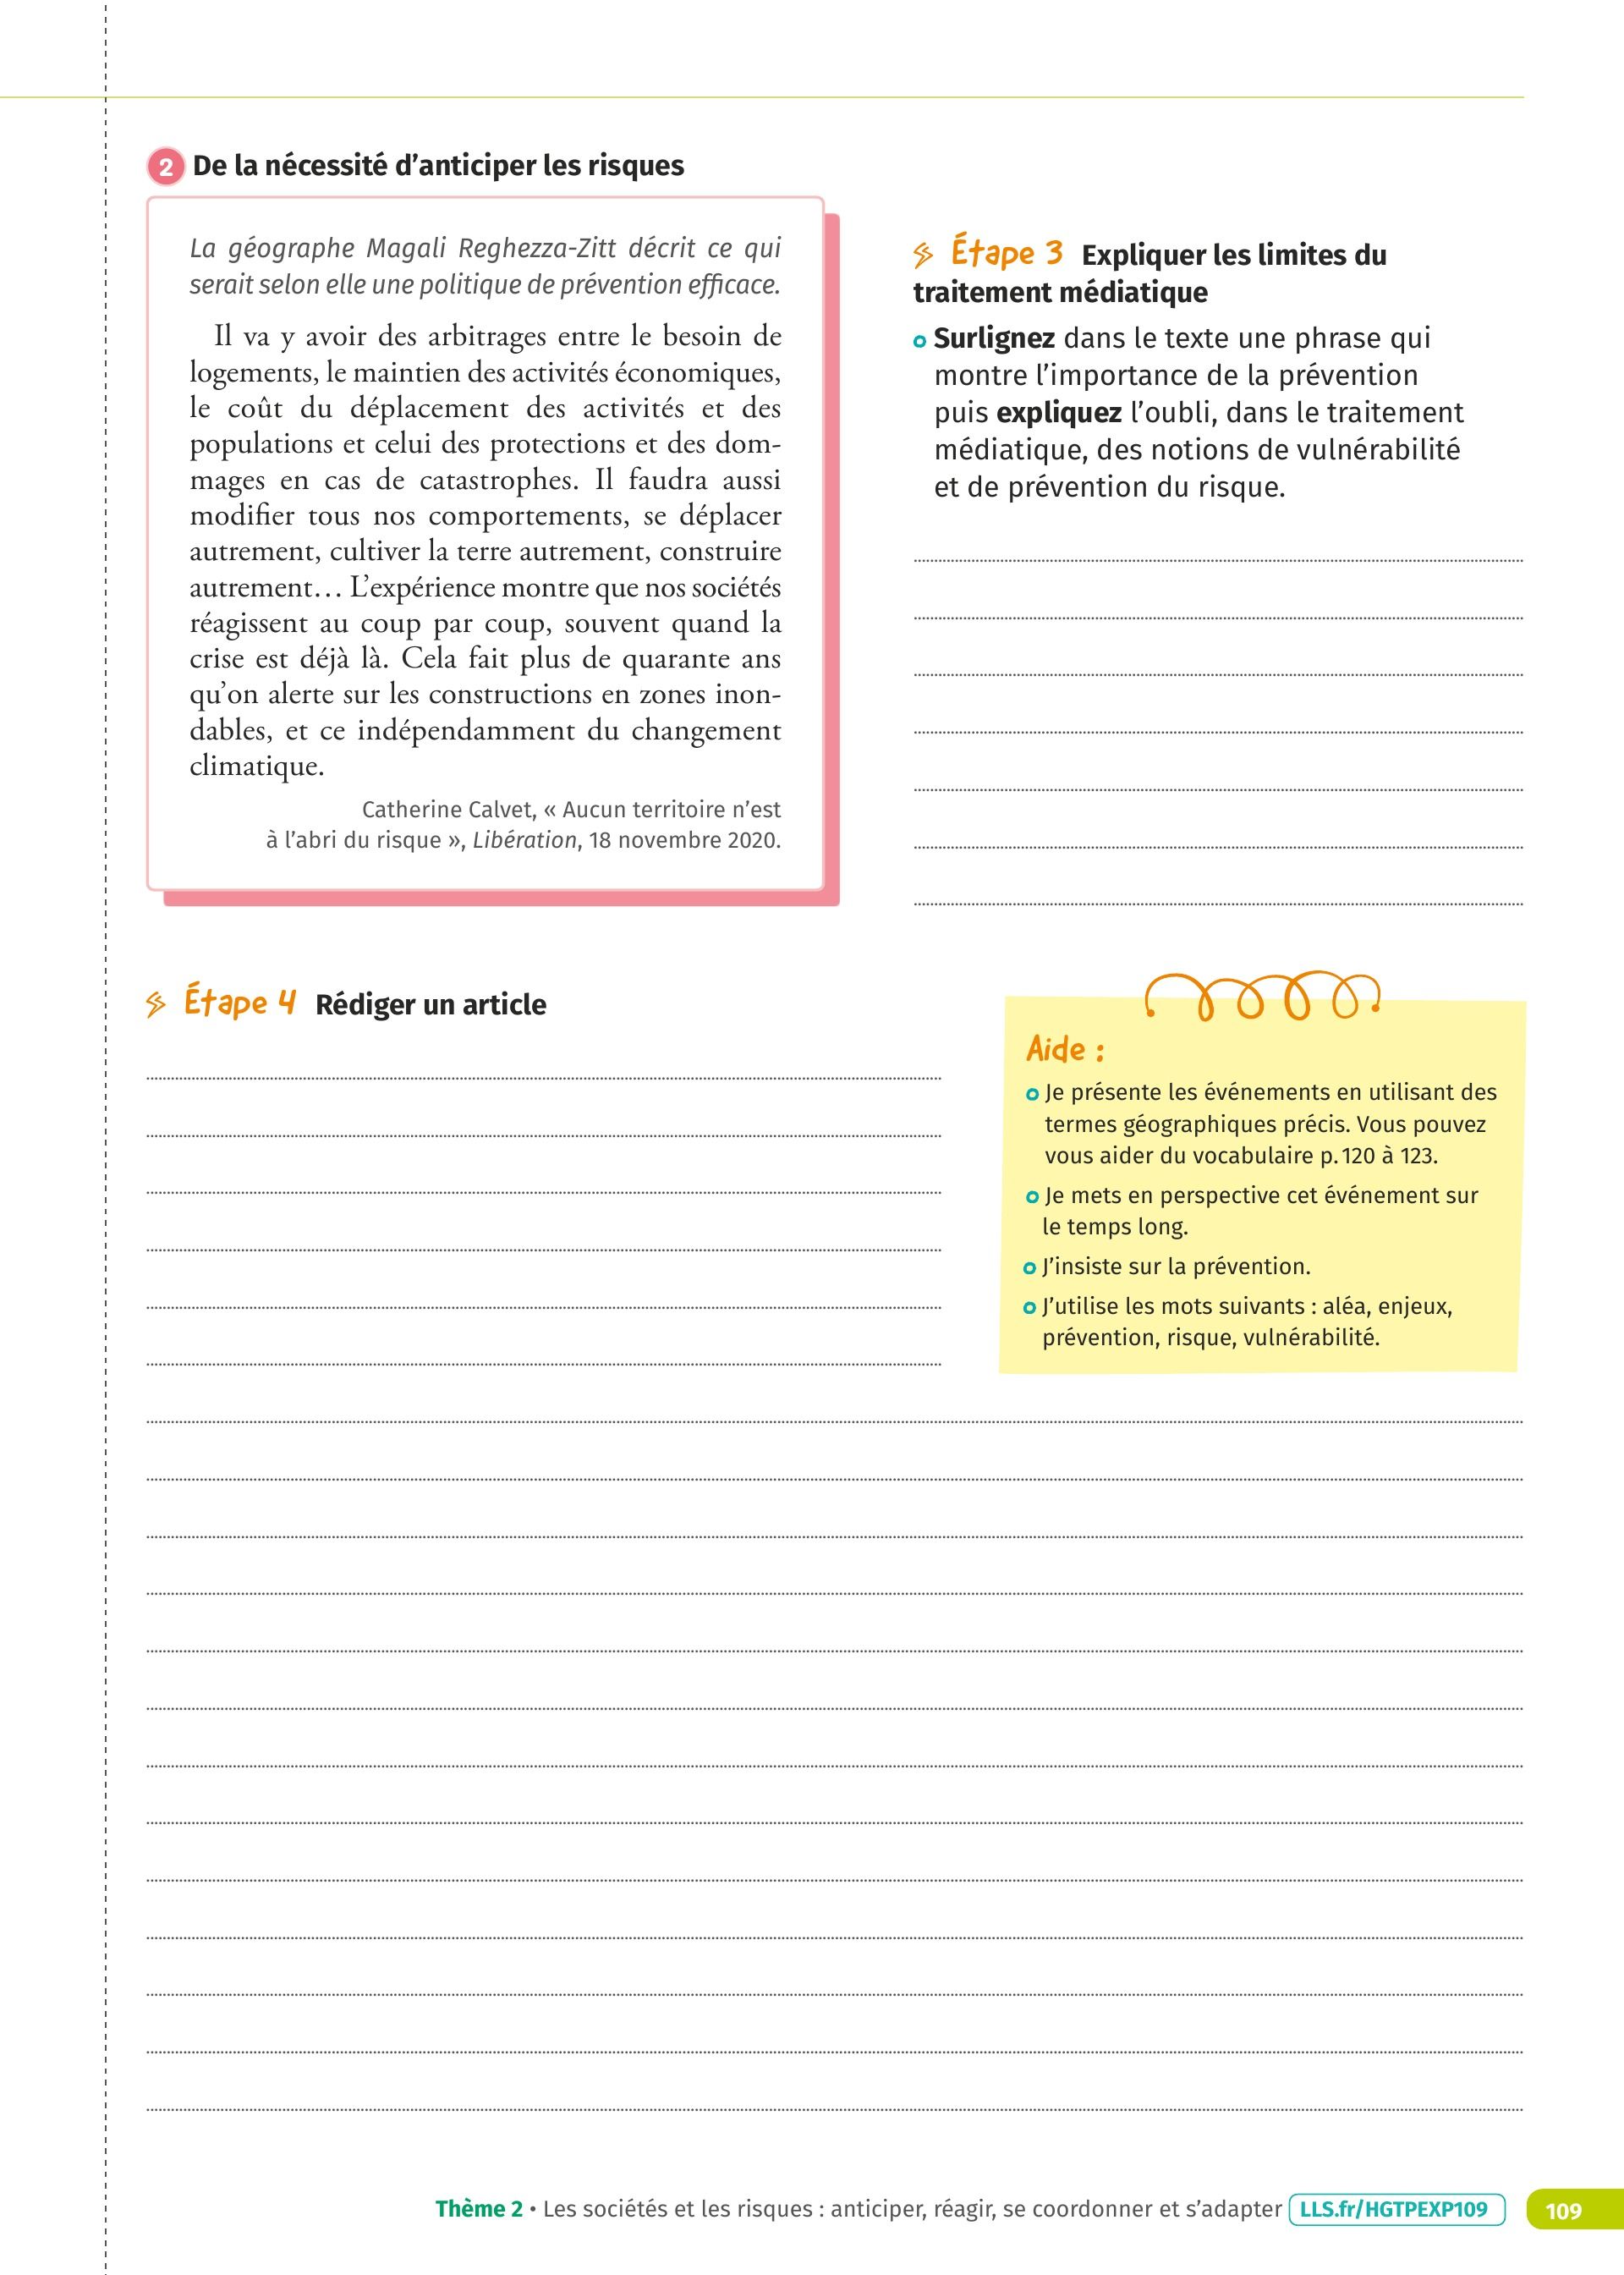 2 De la nécessité d'anticiper les risques
La géographe Magali Reghezza-Zitt décrit ce qui
serait selon elle une politique de prévention efficace.
Il va y avoir des arbitrages entre le besoin de
logements, le maintien des activités économiques,
le coût du déplacement des activités et des
populations et celui des protections et des dom-
mages en cas de catastrophes. Il faudra aussi
modifier tous nos comportements, se déplacer
autrement, cultiver la terre autrement, construire
autrement… L'expérience montre que nos sociétés
réagissent au coup par coup, souvent quand la
crise est déjà là. Cela fait plus de quarante ans
qu'on alerte sur les constructions en zones inon-
dables, et ce indépendamment du changement
climatique.
Catherine Calvet, « Aucun territoire n'est
à l'abri du risque », Libération, 18 novembre 2020.
Étape 3 Expliquer les limites du
traitement médiatique
Surlignez dans le texte une phrase qui
montre l'importance de la prévention
puis expliquez l'oubli, dans le traitement
médiatique, des notions de vulnérabilité
et de prévention du risque.
Étape 4 Rédiger un article
Aide :
Je présente les événements en utilisant des
termes géographiques précis. Vous pouvez
vous aider du vocabulaire p. 120 à 123.
Je mets en perspective cet événement sur
le temps long.
J'insiste sur la prévention.
J'utilise les mots suivants : aléa, enjeux,
prévention, risque, vulnérabilité.
Thème 2 • Les sociétés et les risques : anticiper, réagir, se coordonner et s'adapter LLS.fr/HGTPEXP109 109